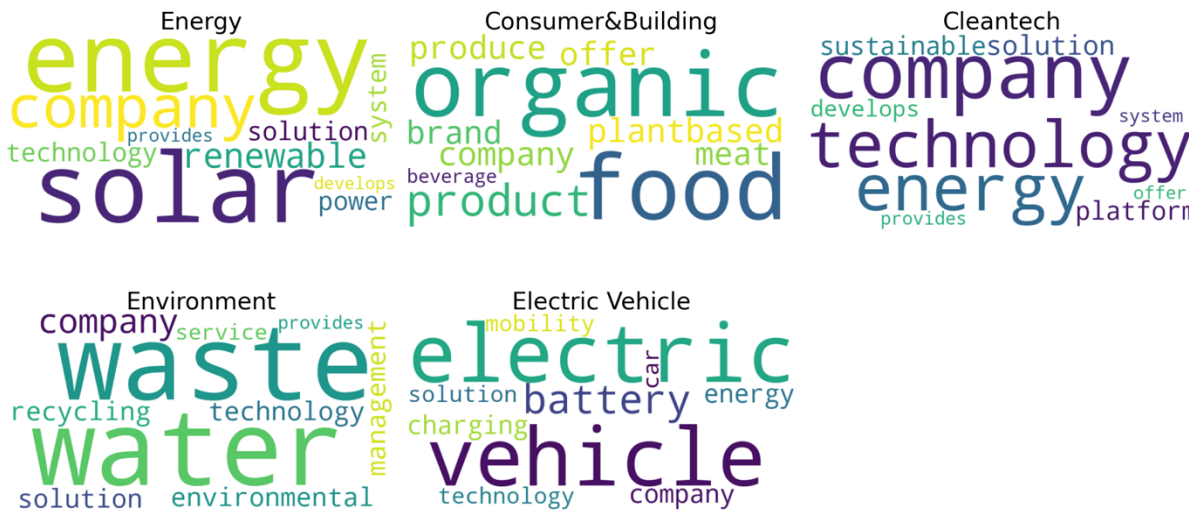 Energy
energy
company
system
provides
solution
technology
renewable
solar
develops
power
Consumer&Building
produce
offer
organic
brand
plantbased
company
meat
beverage
product
food
Cleantech
sustainable
solution
company
develops
system
technology
energy
offer
platform
provides
Environment
company
service
provides
waste
management
recycling
technology
water
solution
environmental
Electric Vehicle
mobility
electric
car
solution
battery
energy
charging
vehicle
technology
company